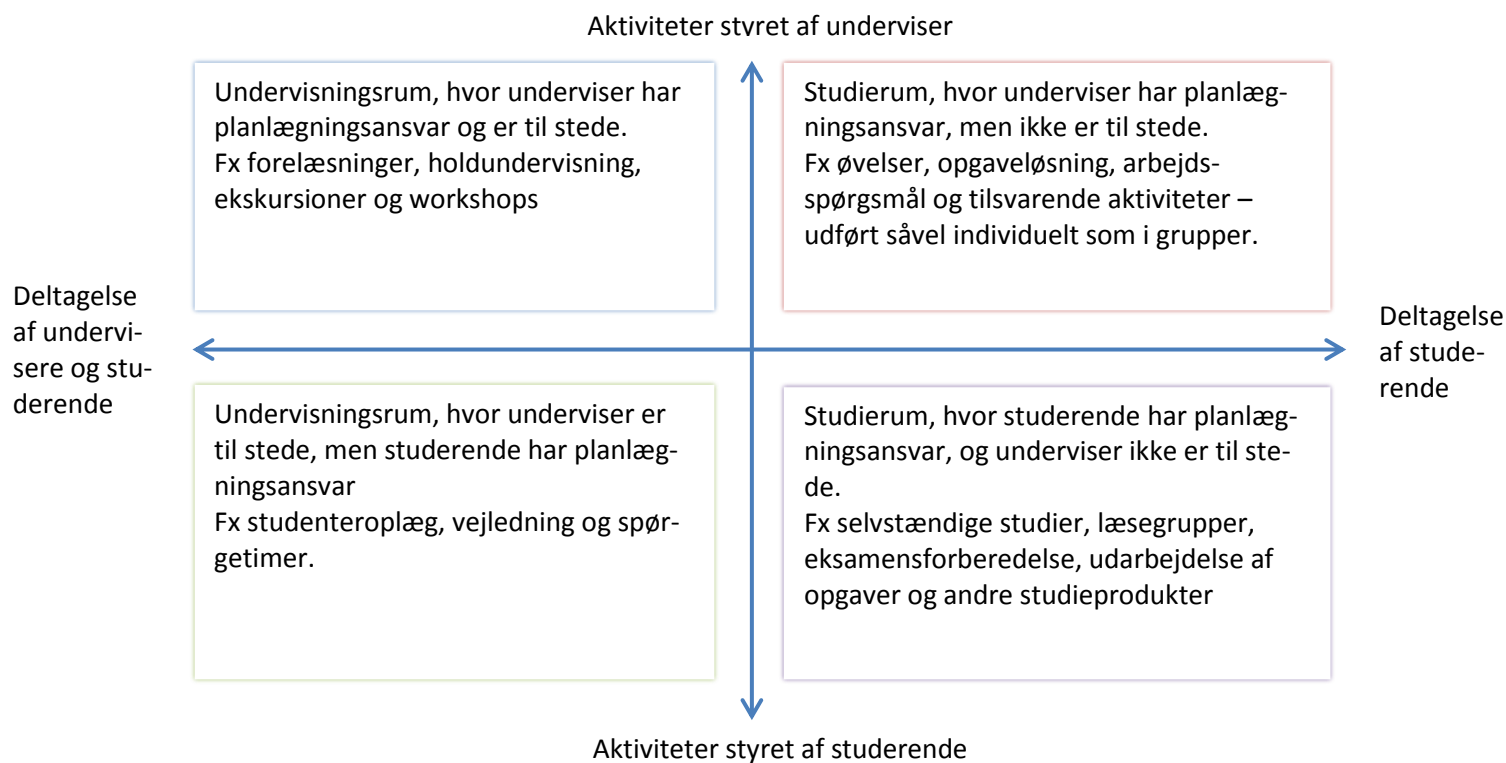 Aktiviteter styret af underviser
Undervisningsrum, hvor underviser har
planlægningsansvar og er til stede.
Fx forelæsninger, holdundervisning,
ekskursioner og workshops
Studierum, hvor underviser har planlæg-
ningsansvar, men ikke er til stede.
Fx øvelser, opgaveløsning, arbejds-
spørgsmål og tilsvarende aktiviteter –
udført såvel individuelt som i grupper.
Deltagelse
af undervi-
sere og stu-
derende
Deltagelse
af stude-
rende
Undervisningsrum, hvor underviser er
til stede, men studerende har planlæg-
ningsansvar
Fx studenteroplæg, vejledning og spør-
getimer.
Studierum, hvor studerende har planlæg-
ningsansvar, og underviser ikke er til ste-
de.
Fx selvstændige studier, læsegrupper,
eksamensforberedelse, udarbejdelse af
opgaver og andre studieprodukter
Aktiviteter styret af studerende